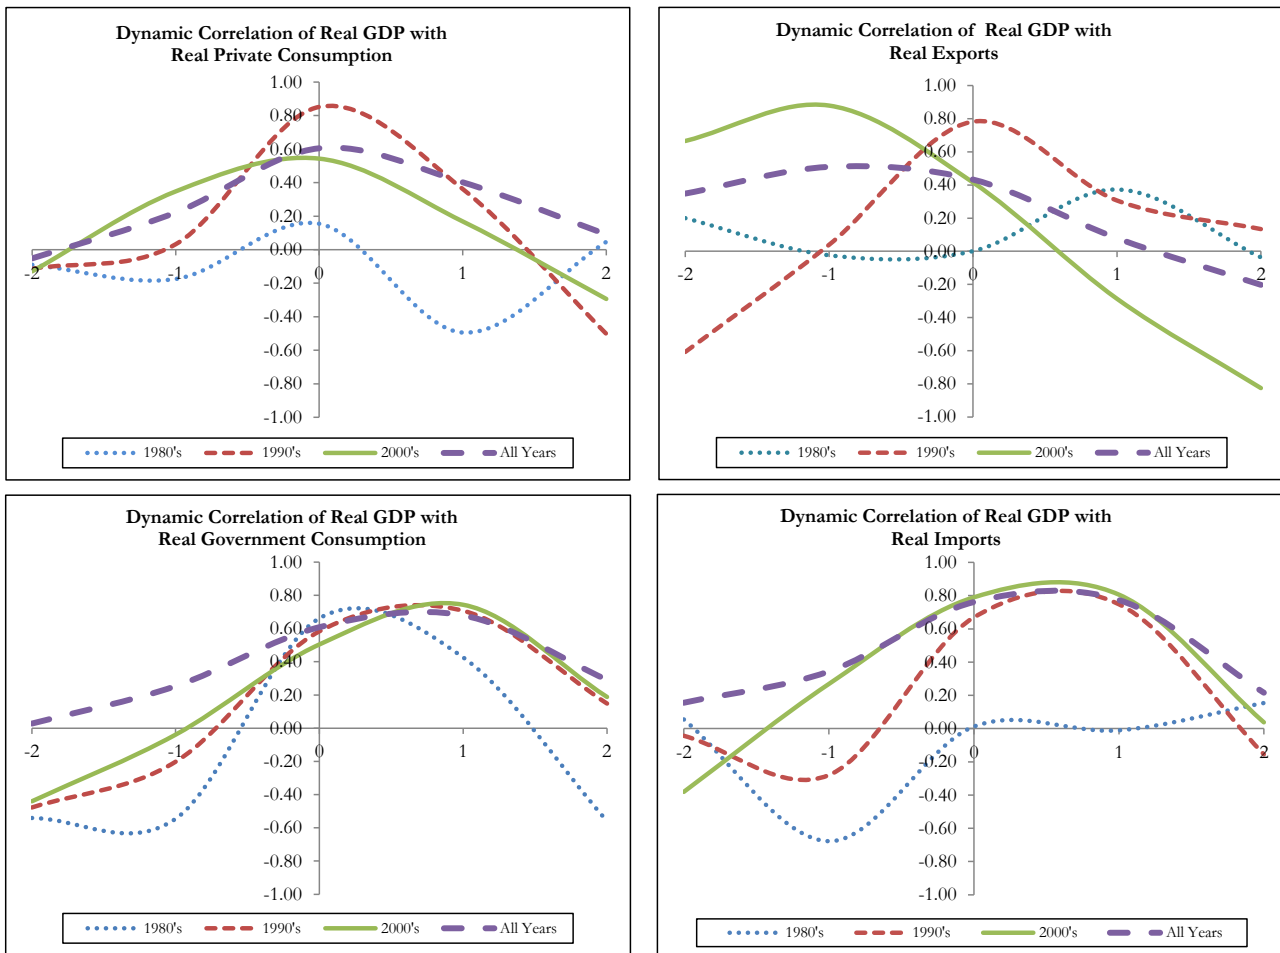 Dynamic Correlation of Real GDP with
Real Private Consumption
1.00
0.80
0.60
0.40
0.20
0.00
-0.20
-0.40
-0.60
-0.80
-1.00
-2 -1 0 1 2
1980's 1990's 2000's All Years
Dynamic Correlation of Real GDP with
Real Exports
1.00
0.80
0.60
0.40
0.20
0.00
-0.20
-0.40
-0.60
-0.80
-1.00
-2 -1 0 1 2
1980's 1990's 2000's All Years
Dynamic Correlation of Real GDP with
Real Government Consumption
1.00
0.80
0.60
0.40
0.20
0.00
-0.20
-0.40
-0.60
-0.80
-1.00
-2 -1 0 1 2
1980's 1990's 2000's All Years
Dynamic Correlation of Real GDP with
Real Imports
1.00
0.80
0.60
0.40
0.20
0.00
-0.20
-0.40
-0.60
-0.80
-1.00
-2 -1 0 1 2
1980's 1990's 2000's All Years